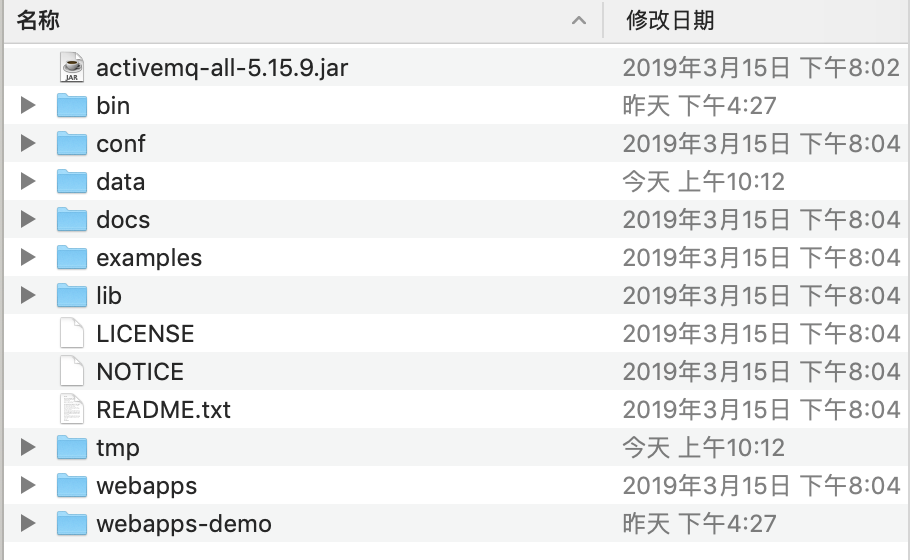 名称 修改日期
activemq-all-5.15.9.jar 2019年3月15日 下午8:02
bin 昨天 下午4:27
conf 2019年3月15日 下午8:04
data 今天 上午10:12
docs 2019年3月15日 下午8:04
examples 2019年3月15日 下午8:04
lib 2019年3月15日 下午8:04
LICENSE 2019年3月15日 下午8:04
NOTICE 2019年3月15日 下午8:04
README.txt 2019年3月15日 下午8:04
tmp 今天 上午10:12
webapps 2019年3月15日 下午8:04
webapps-demo 昨天 下午4:27
JAR